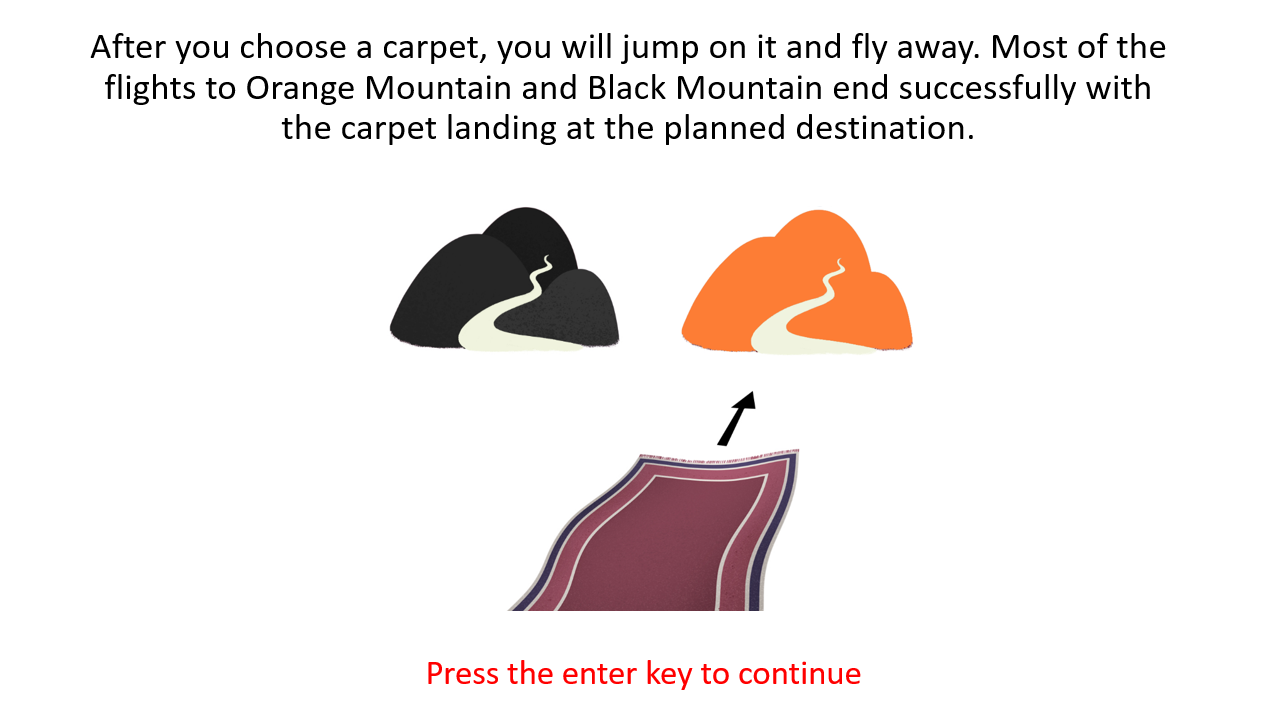 After you choose a carpet, you will jump on it and fly away. Most of the
flights to Orange Mountain and Black Mountain end successfully with
the carpet landing at the planned destination.
Press the enter key to continue